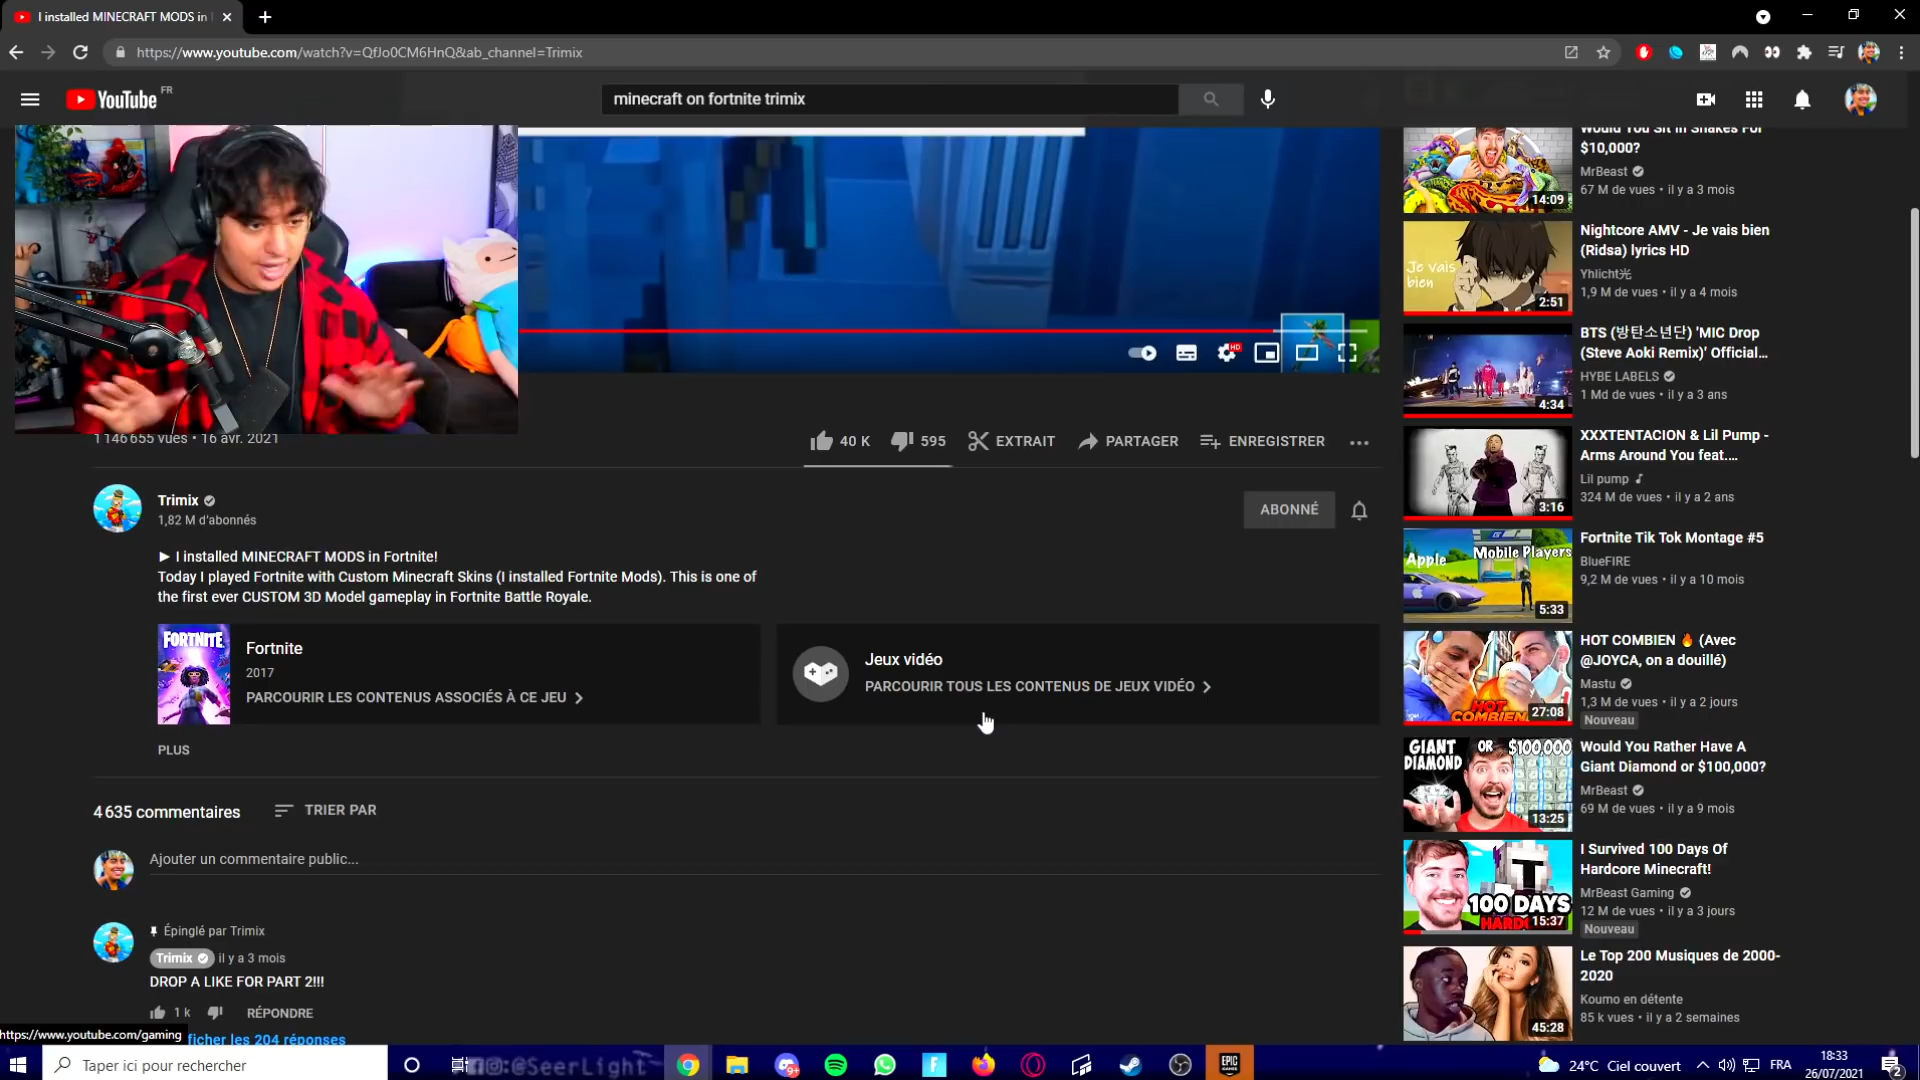 I installed MINECRAFT MODS in
https://www.youtube.com/watch?v=QfJo0CM6HnQ&ab_channel=Trimix
YouTube FR
minecraft on fortnite trimix
1 146 655 vues • 16 avr. 2021
40 K
595
EXTRAIT
PARTAGER
ENREGISTRER
Trimix
1,82 M d'abonnés
ABONNÉ
► I installed MINECRAFT MODS in Fortnite!
Today I played Fortnite with Custom Minecraft Skins (I installed Fortnite Mods). This is one of
the first ever CUSTOM 3D Model gameplay in Fortnite Battle Royale.
FORTNITE
Fortnite
2017
PARCOURIR LES CONTENUS ASSOCIÉS À CE JEU
Jeux vidéo
PARCOURIR TOUS LES CONTENUS DE JEUX VIDÉO
PLUS
4 635 commentaires
TRIER PAR
Ajouter un commentaire public...
Épinglé par Trimix
Trimix il y a 3 mois
DROP A LIKE FOR PART 2!!!
1 k
RÉPONDRE
https://www.youtube.com/gaming
ficher les 204 réponses
Would You Sit In Snakes For
$10,000?
MrBeast
67 M de vues • il y a 3 mois
14:09
Nightcore AMV - Je vais bien
(Ridsa) lyrics HD
Yhlicht光
1,9 M de vues • il y a 4 mois
Je vais
bien
2:51
BTS (방탄소년단) 'MIC Drop
(Steve Aoki Remix)' Official...
HYBE LABELS
1 Md de vues • il y a 3 ans
4:34
XXXTENTACION & Lil Pump -
Arms Around You feat....
Lil pump
324 M de vues • il y a 2 ans
3:16
Fortnite Tik Tok Montage #5
BlueFIRE
9,2 M de vues • il y a 10 mois
Apple
Mobile Players
5:33
HOT COMBIEN 🔥 (Avec
@JOYCA, on a douillé)
Mastu
1,3 M de vues • il y a 2 jours
Nouveau
HOT
COMBIEN
27:08
Would You Rather Have A
Giant Diamond or $100,000?
MrBeast
69 M de vues • il y a 9 mois
GIANT
DIAMOND
OR
$100,000
13:25
I Survived 100 Days Of
Hardcore Minecraft!
MrBeast Gaming
12 M de vues • il y a 3 jours
Nouveau
100 DAYS
15:37
Le Top 200 Musiques de 2000-
2020
Koumo en détente
85 k vues • il y a 2 semaines
45:28
Taper ici pour rechercher
@SeerLight
EPIC
GAMES
24°C Ciel couvert
FRA
18:33
26/07/2021
2